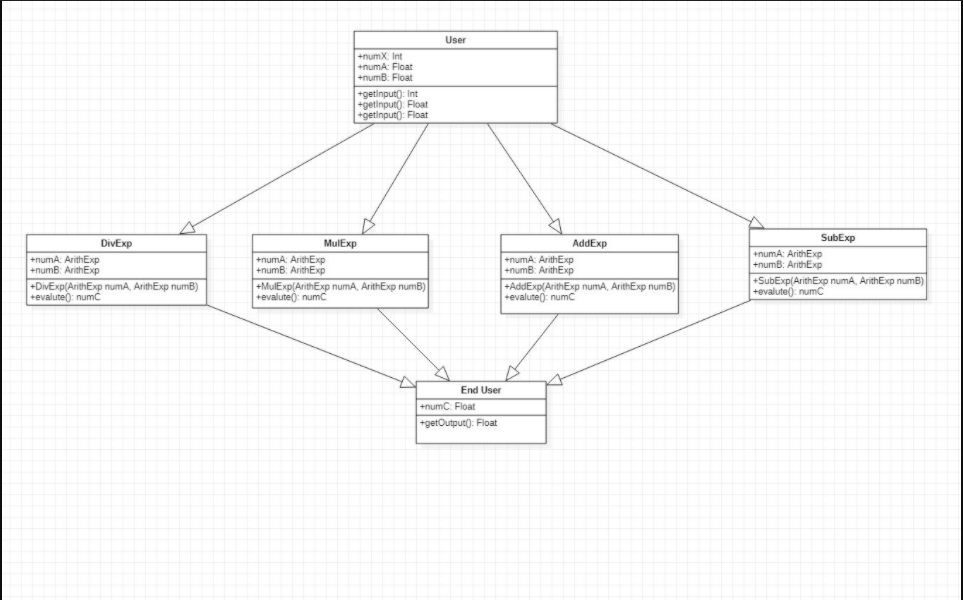 User
+numX: Int
+numA: Float
+numB: Float
+getInput(): Int
+getInput(): Float
+getInput(): Float
DivExp
+numA: ArithExp
+numB: ArithExp
+DivExp(ArithExp numA, ArithExp numB)
+evalute(): numC
MulExp
+numA: ArithExp
+numB: ArithExp
+MulExp(ArithExp numA, ArithExp numB)
+evalute(): numC
AddExp
+numA: ArithExp
+numB: ArithExp
+AddExp(ArithExp numA, ArithExp numB)
+evalute(): numC
SubExp
+numA: ArithExp
+numB: ArithExp
+SubExp(ArithExp numA, ArithExp numB)
+evalute(): numC
End User
+numC: Float
+getOutput(): Float